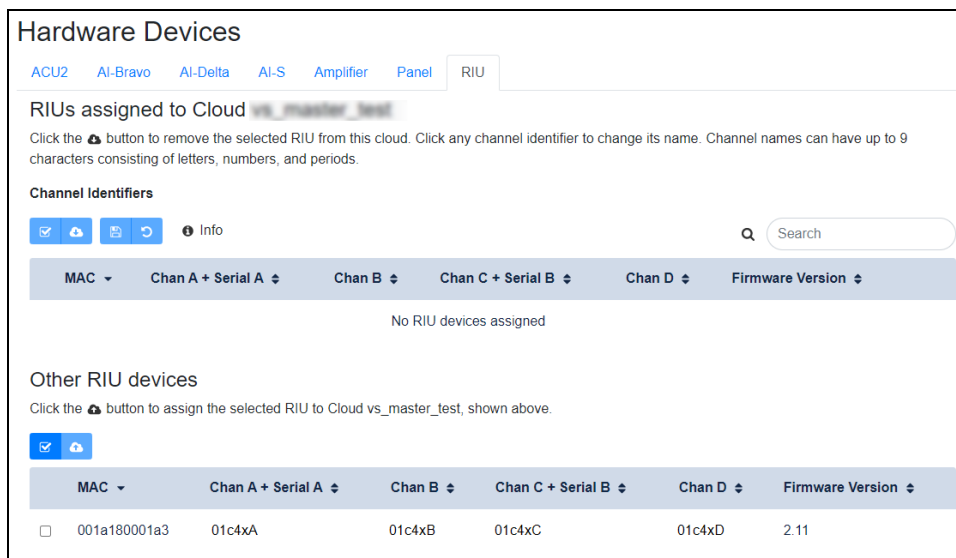 Hardware Devices
ACU2 AI-Bravo AI-Delta AI-S Amplifier Panel RIU
RIUs assigned to Cloud vs_master_test
Click the button to remove the selected RIU from this cloud. Click any channel identifier to change its name. Channel names can have up to 9
characters consisting of letters, numbers, and periods.
Channel Identifiers
Info
Search
MAC Chan A + Serial A Chan B Chan C + Serial B Chan D Firmware Version
No RIU devices assigned
Other RIU devices
Click the button to assign the selected RIU to Cloud vs_master_test, shown above.
MAC Chan A + Serial A Chan B Chan C + Serial B Chan D Firmware Version
001a180001a3 01c4xA 01c4xB 01c4xC 01c4xD 2.11